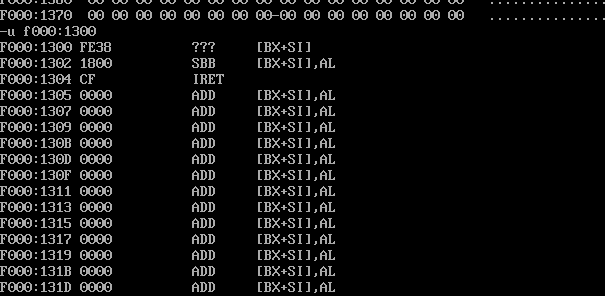 F000:1360 00 00 00 00 00 00 00 00-00 00 00 00 00 00 00 00 ................
F000:1370 00 00 00 00 00 00 00 00-00 00 00 00 00 00 00 00 ................
-u f000:1300
F000:1300 FE38 ??? [BX+SI]
F000:1302 1800 SBB [BX+SI],AL
F000:1304 CF IRET
F000:1305 0000 ADD [BX+SI],AL
F000:1307 0000 ADD [BX+SI],AL
F000:1309 0000 ADD [BX+SI],AL
F000:130B 0000 ADD [BX+SI],AL
F000:130D 0000 ADD [BX+SI],AL
F000:130F 0000 ADD [BX+SI],AL
F000:1311 0000 ADD [BX+SI],AL
F000:1313 0000 ADD [BX+SI],AL
F000:1315 0000 ADD [BX+SI],AL
F000:1317 0000 ADD [BX+SI],AL
F000:1319 0000 ADD [BX+SI],AL
F000:131B 0000 ADD [BX+SI],AL
F000:131D 0000 ADD [BX+SI],AL